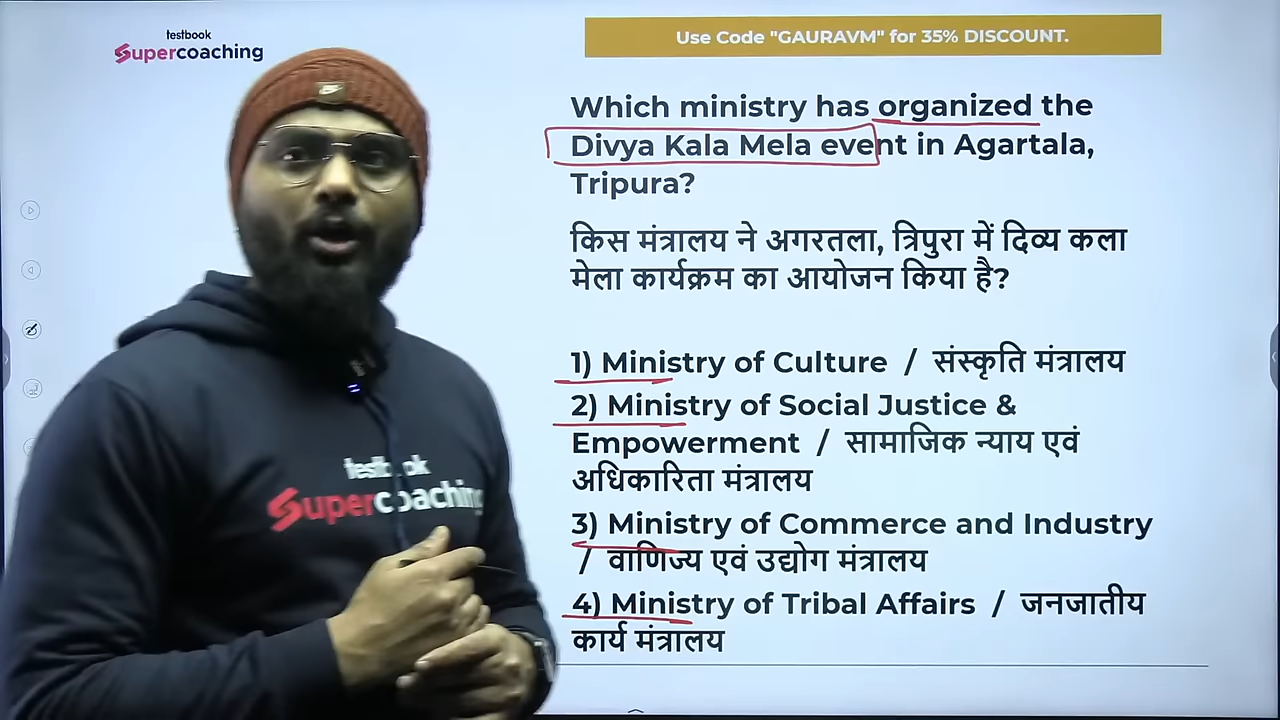 testbook
Supercoaching
Use Code "GAURAVM" for 35% DISCOUNT.
Which ministry has organized the
Divya Kala Mela event in Agartala,
Tripura?
किस मंत्रालय ने अगरतला, त्रिपुरा में दिव्य कला
मेला कार्यक्रम का आयोजन किया है?
1) Ministry of Culture / संस्कृति मंत्रालय
2) Ministry of Social Justice &
Empowerment / सामाजिक न्याय एवं
अधिकारिता मंत्रालय
3) Ministry of Commerce and Industry
/ वाणिज्य एवं उद्योग मंत्रालय
4) Ministry of Tribal Affairs / जनजातीय
कार्य मंत्रालय
Supercoaching